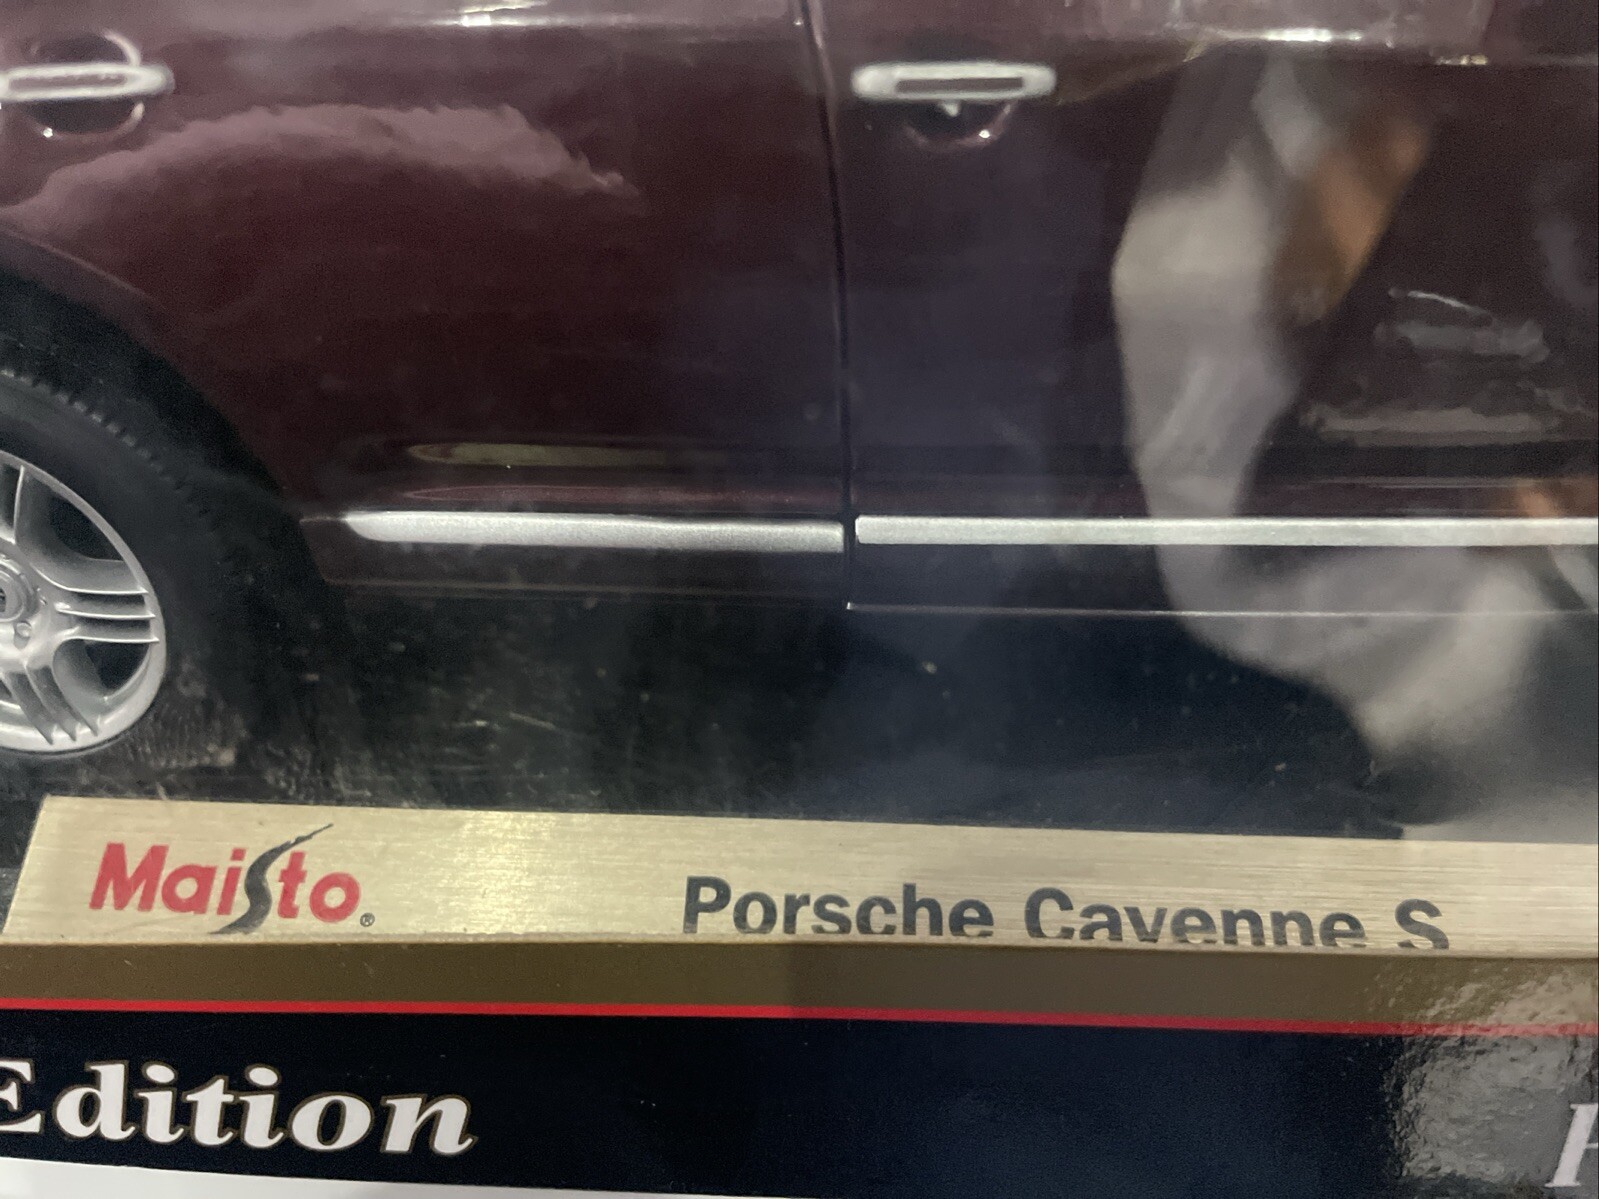 Maisto®
Porsche Cayenne S
Edition